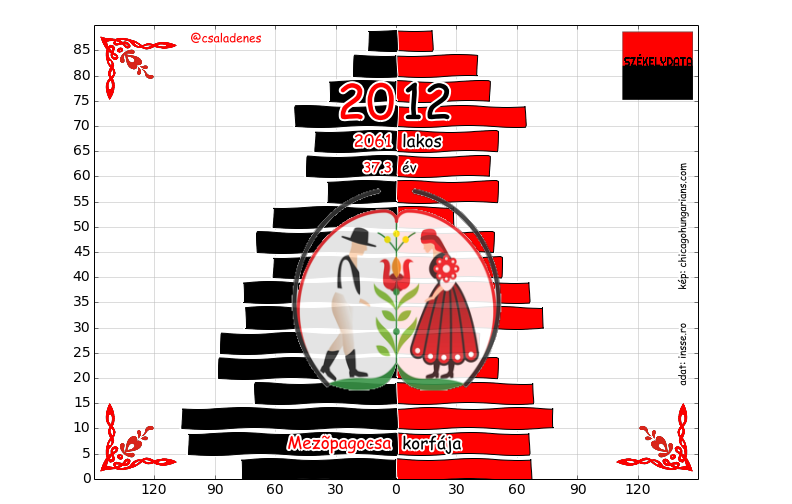 @csaladenes
SZÉKELYDATA
2012
2061 lakos
37.3 év
kép: chicagohungarians.com
adat: insse.ro
Mezõpagocsa korfája
85
80
75
70
65
60
55
50
45
40
35
30
25
20
15
10
5
0
120 90 60 30 0 30 60 90 120